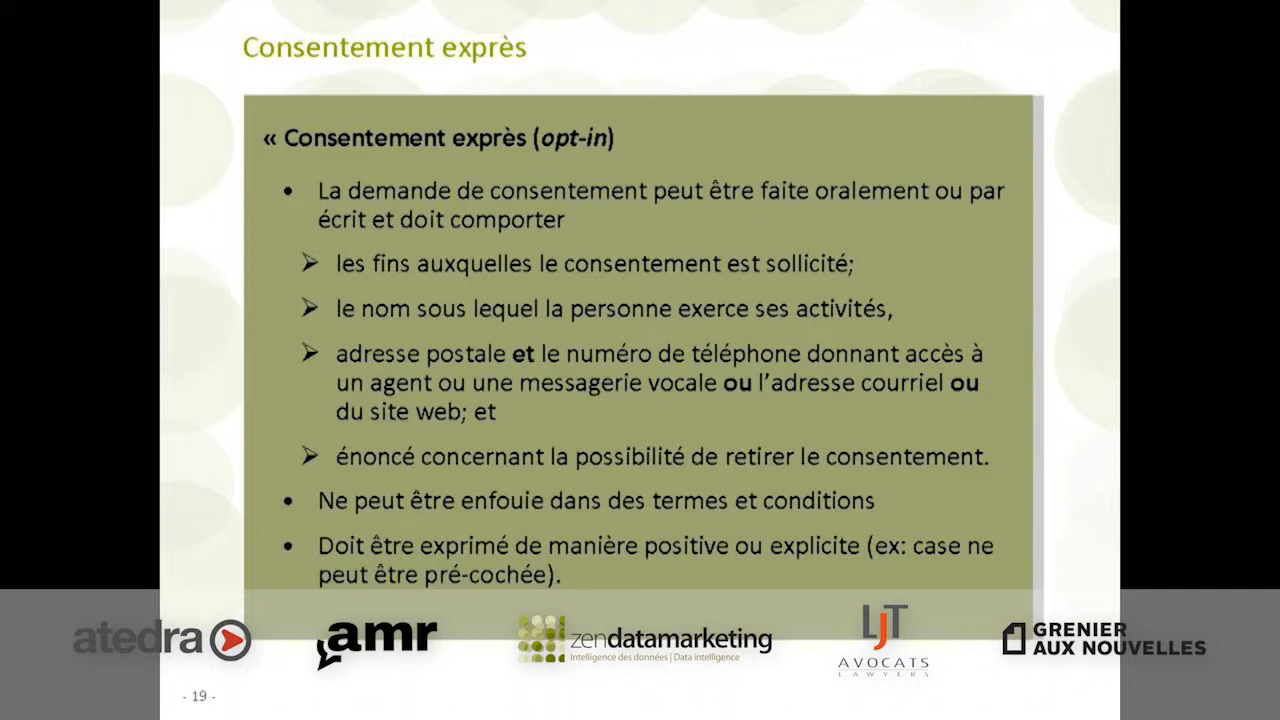 Consentement exprès
« Consentement exprès (opt-in)
• La demande de consentement peut être faite oralement ou par
écrit et doit comporter
➢ les fins auxquelles le consentement est sollicité;
➢ le nom sous lequel la personne exerce ses activités,
➢ adresse postale et le numéro de téléphone donnant accès à
un agent ou une messagerie vocale ou l’adresse courriel ou
du site web; et
➢ énoncé concernant la possibilité de retirer le consentement.
• Ne peut être enfouie dans des termes et conditions
• Doit être exprimé de manière positive ou explicite (ex: case ne
peut être pré-cochée).
atedra
amr
zendatamarketing
Intelligence des données | Data intelligence
LJT
AVOCATS
LAWYERS
GRENIER
AUX NOUVELLES
- 19 -